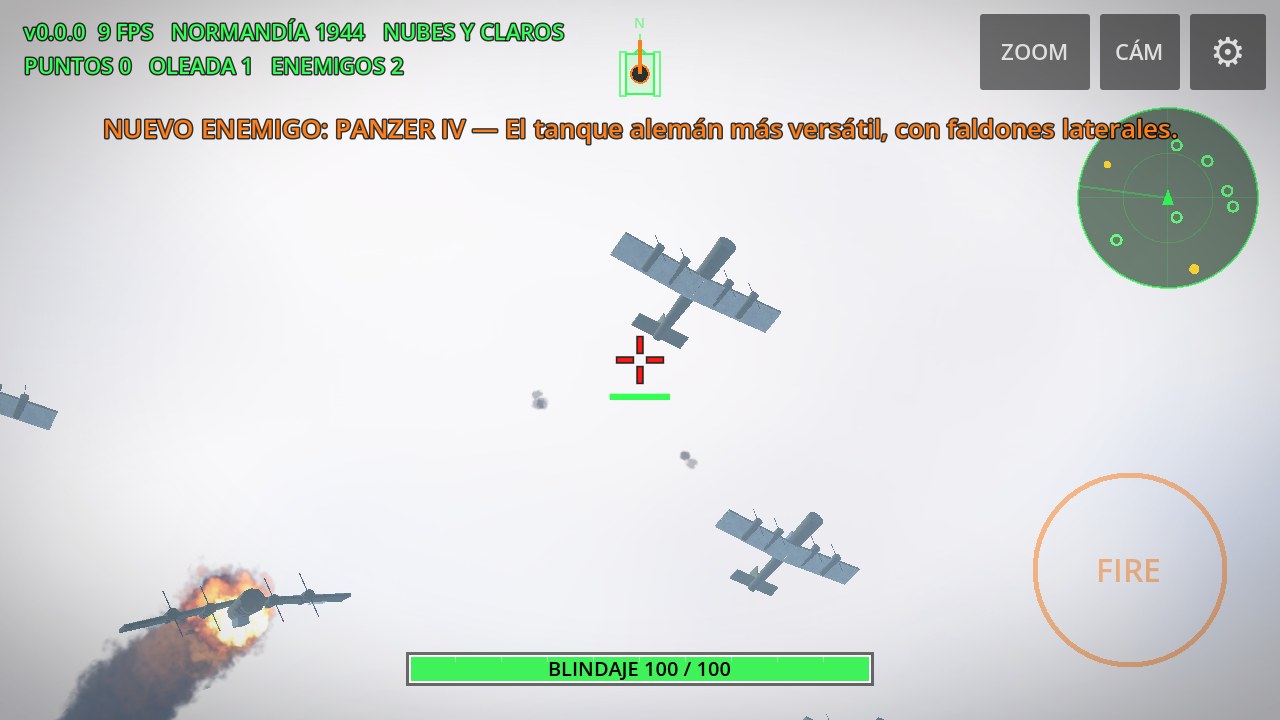 v0.0.0 9 FPS NORMANDÍA 1944 NUBES Y CLAROS
PUNTOS 0 OLEADA 1 ENEMIGOS 2
N
ZOOM
CÁM
NUEVO ENEMIGO: PANZER IV — El tanque alemán más versátil, con faldones laterales.
FIRE
BLINDAJE 100 / 100